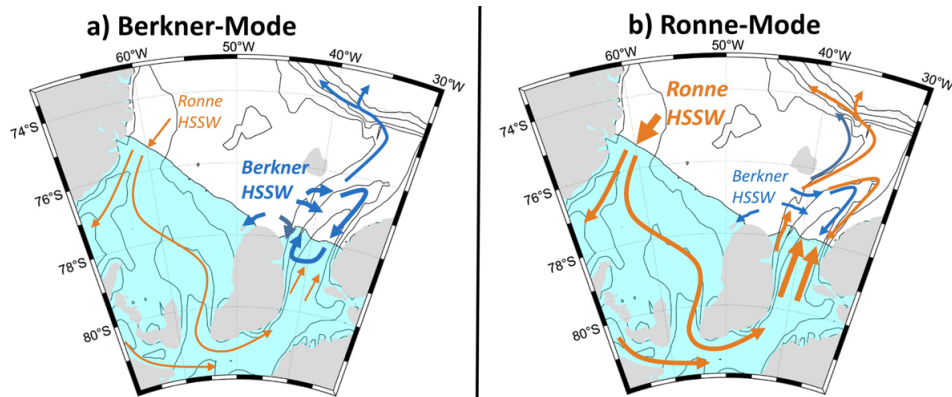 a) Berkner-Mode
60°W
50°W
40°W
30°W
74°S
76°S
78°S
80°S
Ronne
HSSW
Berkner
HSSW
b) Ronne-Mode
60°W
50°W
40°W
30°W
74°S
76°S
78°S
80°S
Ronne
HSSW
Berkner
HSSW